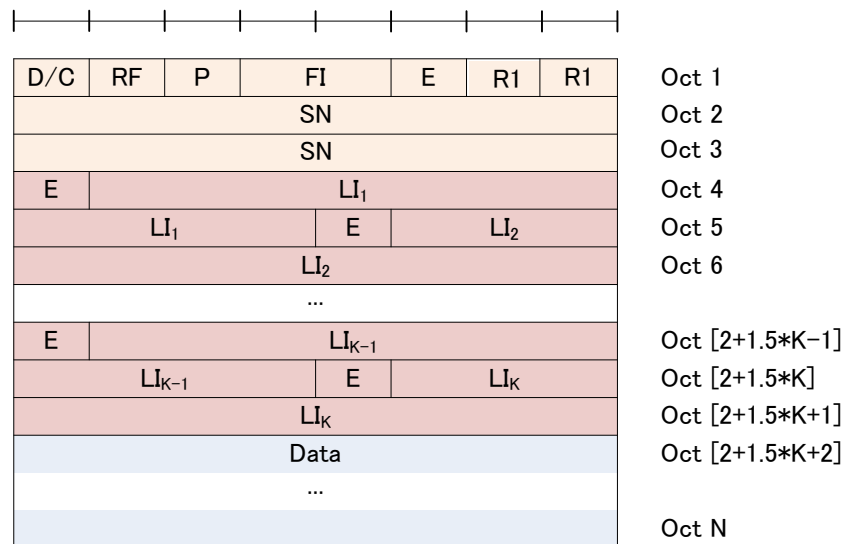 D/C RF P FI E R1 R1 Oct 1
SN Oct 2
SN Oct 3
E LI₁ Oct 4
LI₁ E LI₂ Oct 5
LI₂ Oct 6
...
E LIₖ₋₁ Oct [2+1.5*K-1]
LIₖ₋₁ E LIₖ Oct [2+1.5*K]
LIₖ Oct [2+1.5*K+1]
Data Oct [2+1.5*K+2]
...
Oct N